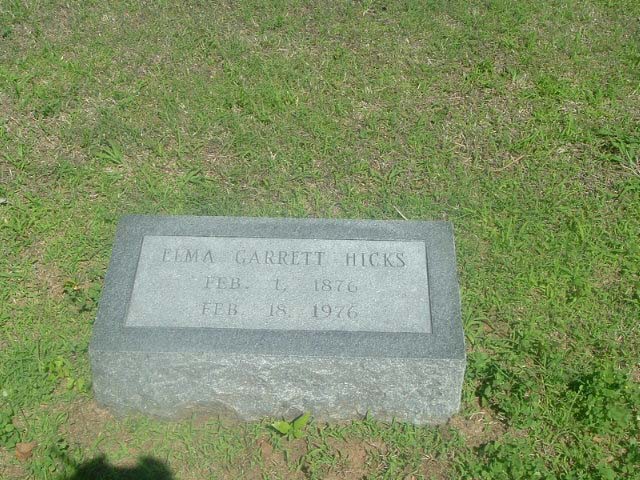 ELMA GARRETT HICKS
FEB. 1, 1876
FEB. 18, 1976